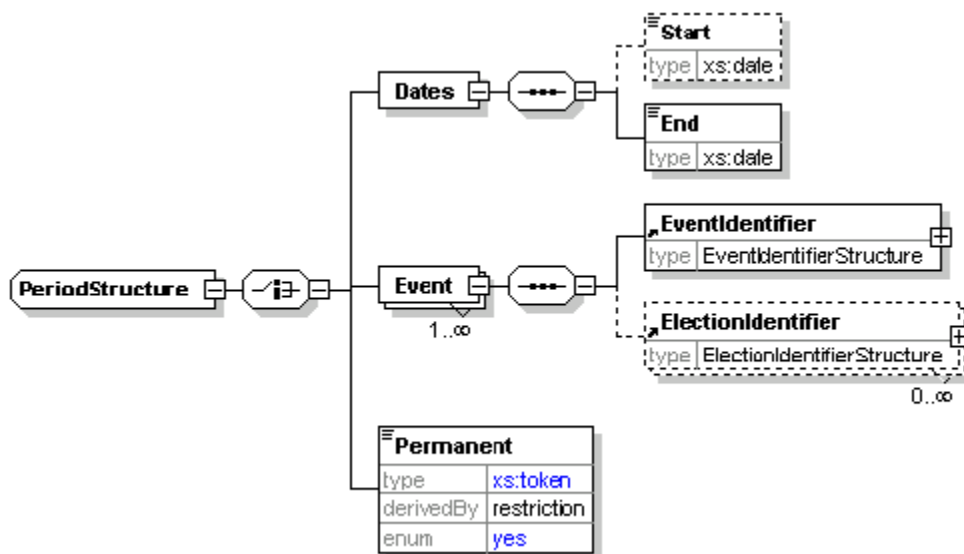 Start
type xs:date
Dates
End
type xs:date
EventIdentifier
type EventIdentifierStructure
PeriodStructure
Event
1..∞
ElectionIdentifier
type ElectionIdentifierStructure
0..∞
Permanent
type xs:token
derivedBy restriction
enum yes